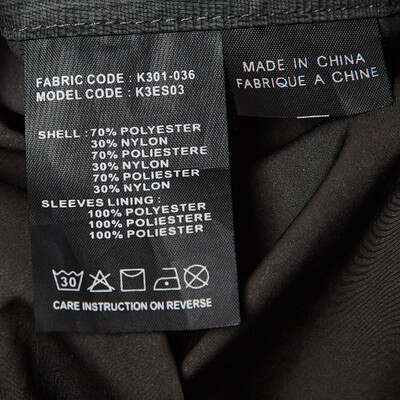 FABRIC CODE : K301-036
MODEL CODE : K3ES03
SHELL : 70% POLYESTER
30% NYLON
70% POLIESTERE
30% NYLON
70% POLIESTER
30% NYLON
SLEEVES LINING :
100% POLYESTER
100% POLIESTERE
100% POLIESTER
30
CARE INSTRUCTION ON REVERSE
MADE IN CHINA
FABRIQUE A CHINE